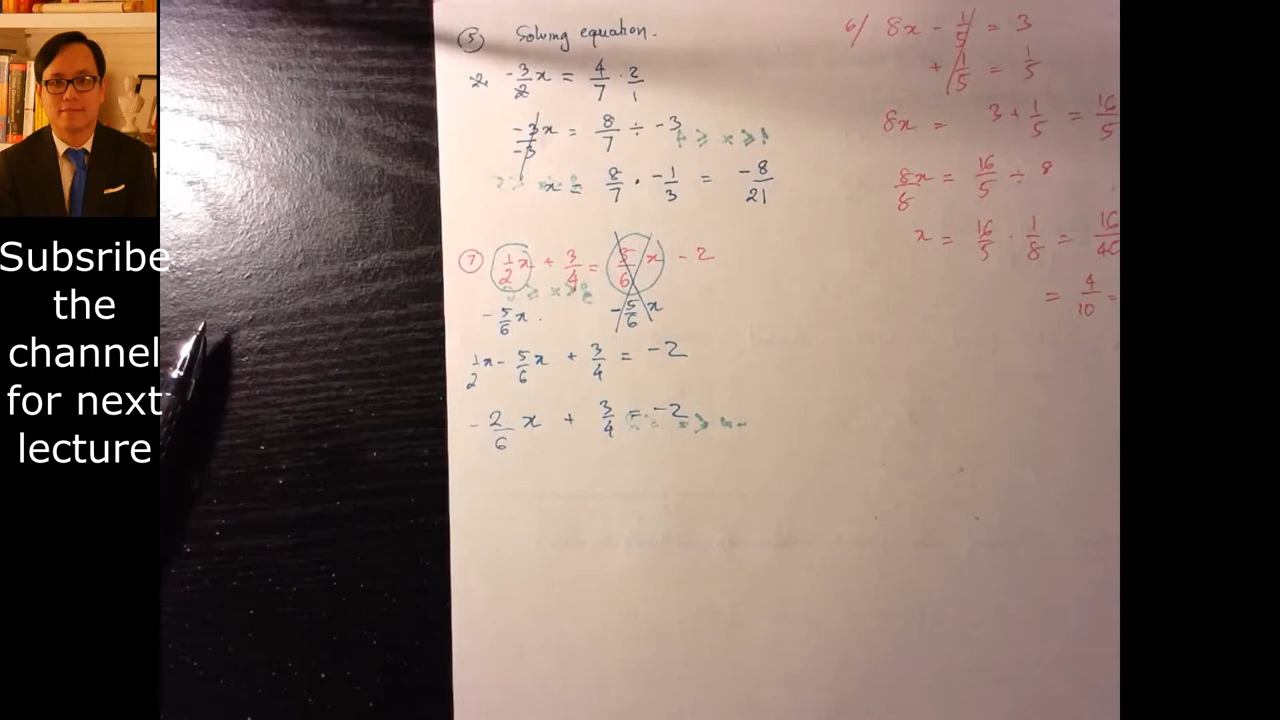 Subsribe
the
channel
for next
lecture
5 Solving equation.
2. -3/2 x = 4/7 · 2/1
-3x/-3 = 8/7 ÷ -3
x = 8/7 · -1/3 = -8/21
7 1/2 x + 3/4 = 5/6 x - 2
- 5/6 x. - 5/6 x
1/2 x - 5/6 x + 3/4 = -2
- 2/6 x + 3/4 = -2
6/ 8x - 1/5 = 3
+ 1/5 = 1/5
8x = 3 + 1/5 = 16/5
8x/8 = 16/5 ÷ 8
x = 16/5 · 1/8 = 16/40
= 4/10 =